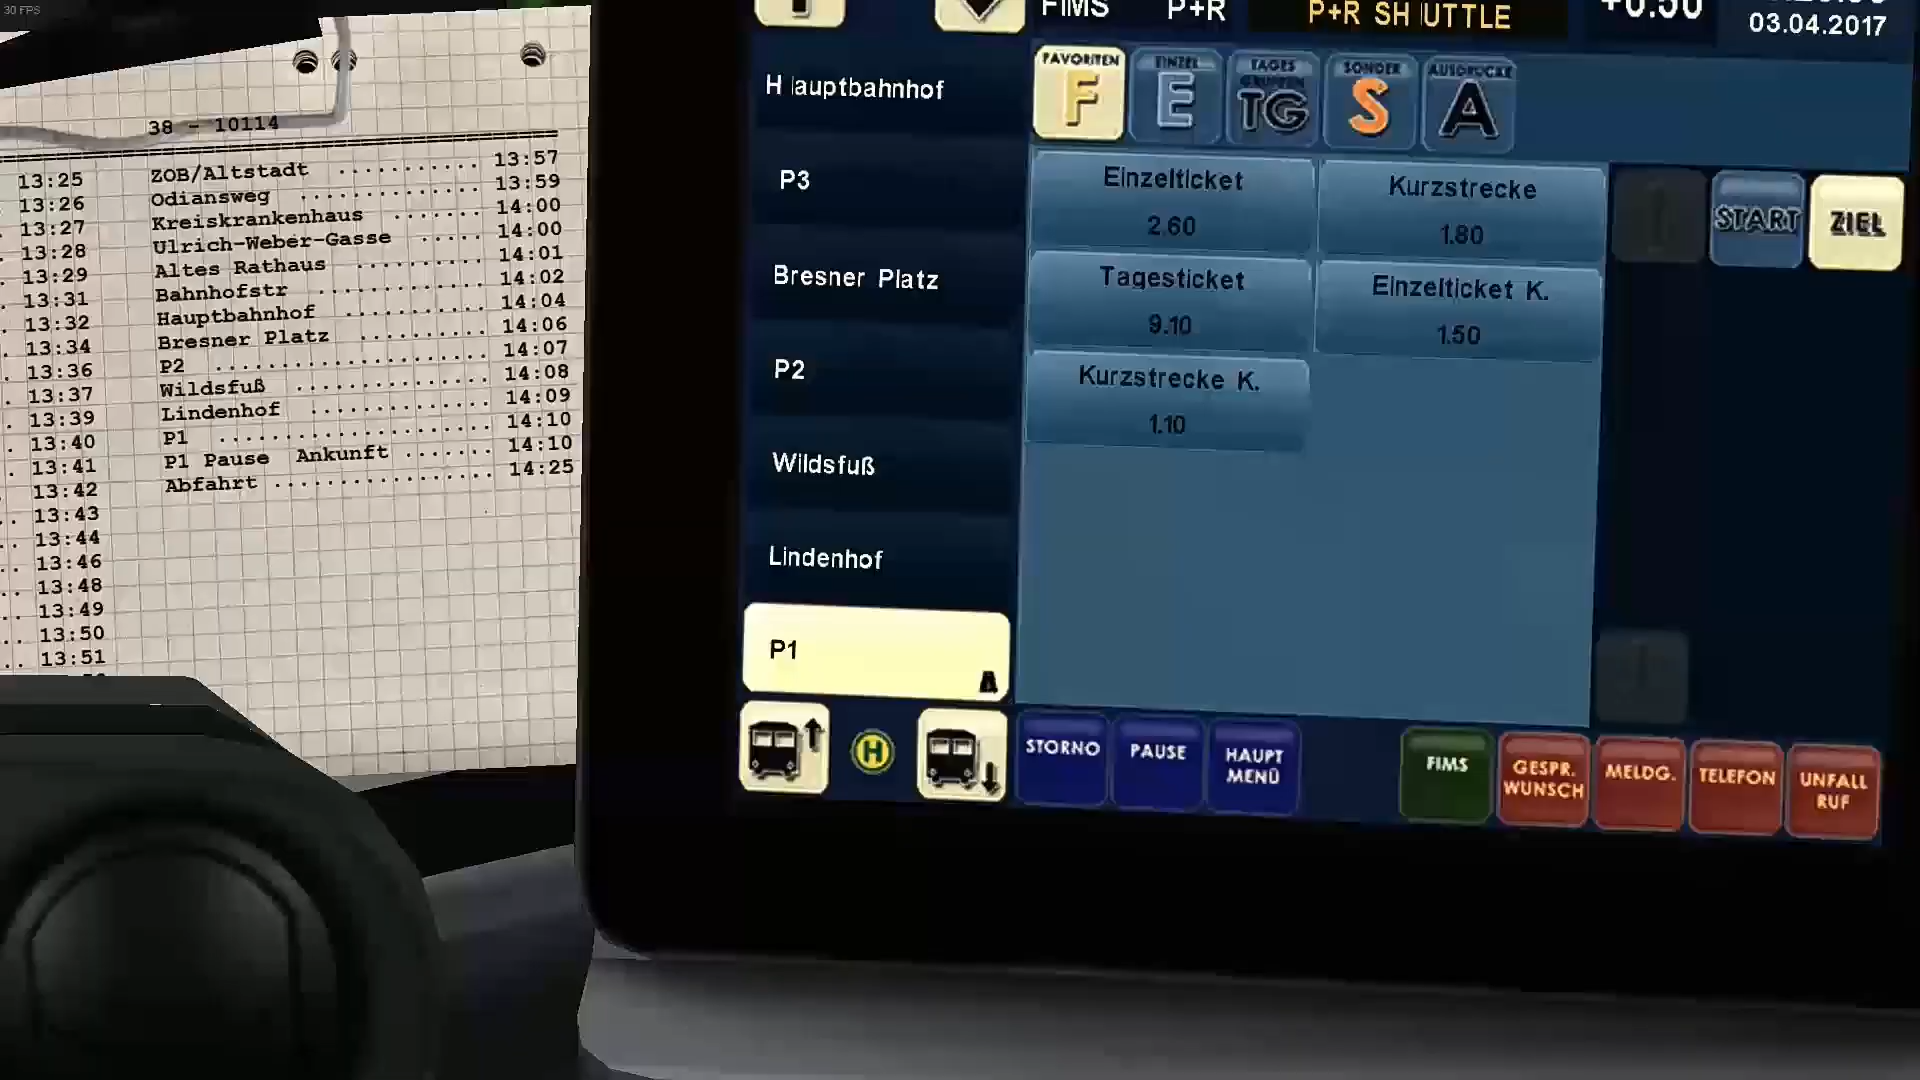 30 FPS
38 - 10114
13:25
13:26
13:27
13:28
13:29
13:31
13:32
. 13:34
. 13:36
. 13:37
. 13:39
. 13:40
. 13:41
. 13:42
.. 13:43
. 13:44
.. 13:46
.. 13:48
.. 13:49
.. 13:50
.. 13:51
ZOB/Altstadt ........ 13:57
Odiansweg .......... 13:59
Kreiskrankenhaus ....... 14:00
Ulrich-Weber-Gasse ..... 14:00
Altes Rathaus .......... 14:01
Bahnhofstr ............. 14:02
Hauptbahnhof ........... 14:04
Bresner Platz .......... 14:06
P2 ..................... 14:07
Wildsfuß ............... 14:08
Lindenhof .............. 14:09
P1 ..................... 14:10
P1 Pause Ankunft ....... 14:10
Abfahrt ................ 14:25
FIMS P+R P+R SHUTTLE +0.50
03.04.2017
Hauptbahnhof
P3
Bresner Platz
P2
Wildsfuß
Lindenhof
P1
A
FAVORITEN
F
EINZEL
E
TAGES
GRUPPEN
TG
SONDER
S
AUSDRUCKE
A
Einzelticket
2.60
Kurzstrecke
1.80
Tagesticket
9.10
Einzelticket K.
1.50
Kurzstrecke K.
1.10
START
ZIEL
H
STORNO
PAUSE
HAUPT
MENÜ
FIMS
GESPR.
WUNSCH
MELDG.
TELEFON
UNFALL
RUF